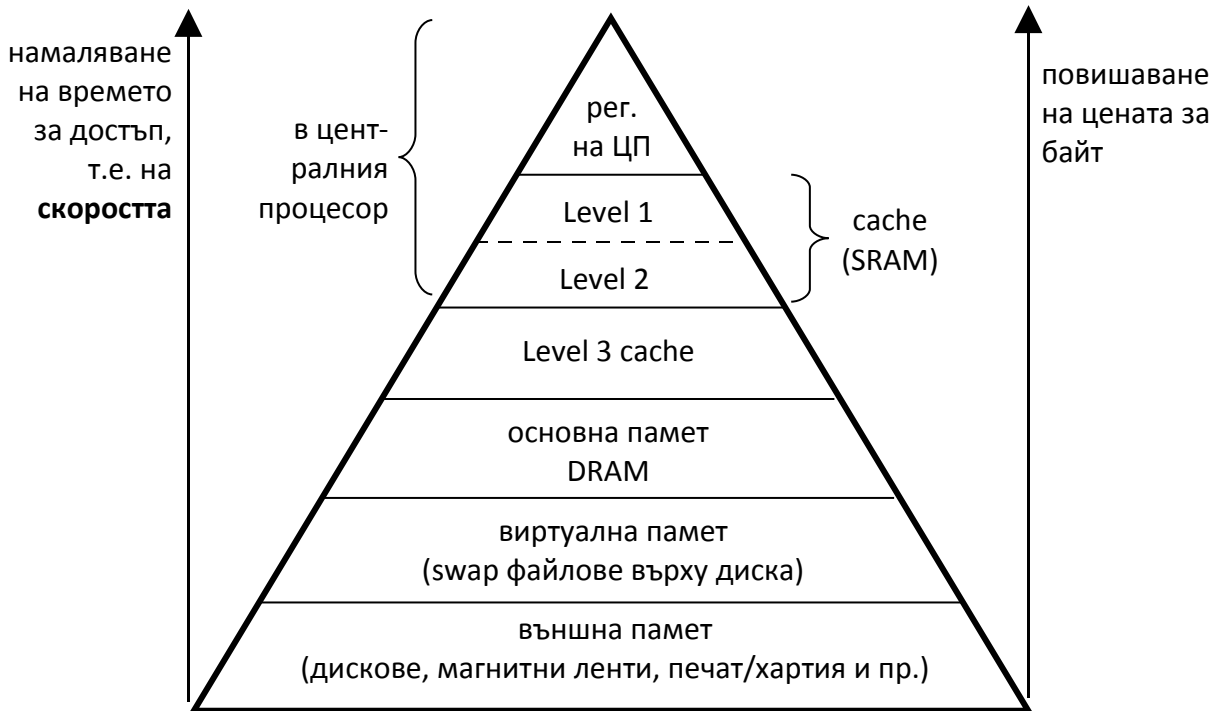 намаляване
на времето
за достъп,
т.е. на
скоростта
в цент-
ралния
процесор
рег.
на ЦП
Level 1
Level 2
cache
(SRAM)
повишаване
на цената за
байт
Level 3 cache
основна памет
DRAM
виртуална памет
(swap файлове върху диска)
външна памет
(дискове, магнитни ленти, печат/хартия и пр.)